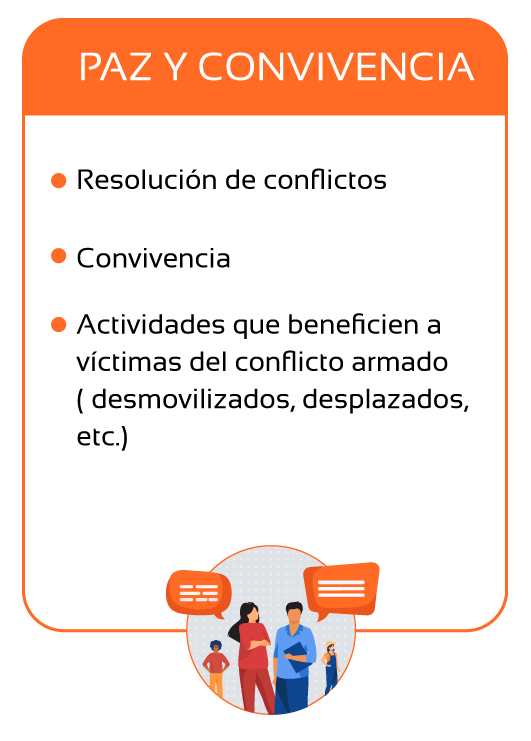 PAZ Y CONVIVENCIA
Resolución de conflictos
Convivencia
Actividades que beneficien a
víctimas del conflicto armado
( desmovilizados, desplazados,
etc.)